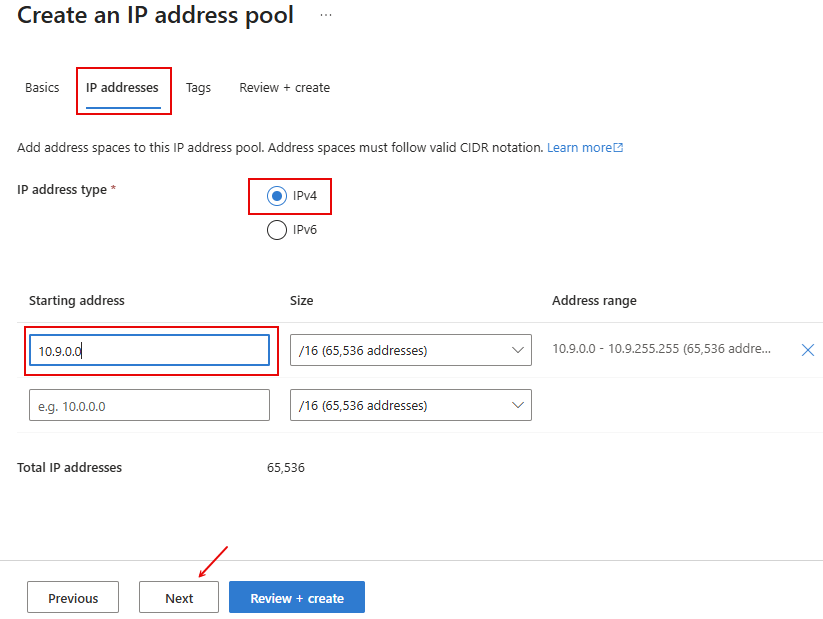 Create an IP address pool ...
Basics IP addresses Tags Review + create
Add address spaces to this IP address pool. Address spaces must follow valid CIDR notation. Learn more
IP address type * IPv4
IPv6
Starting address Size Address range
10.9.0.0 /16 (65,536 addresses) 10.9.0.0 - 10.9.255.255 (65,536 addre...
e.g. 10.0.0.0 /16 (65,536 addresses)
Total IP addresses 65,536
Previous Next Review + create